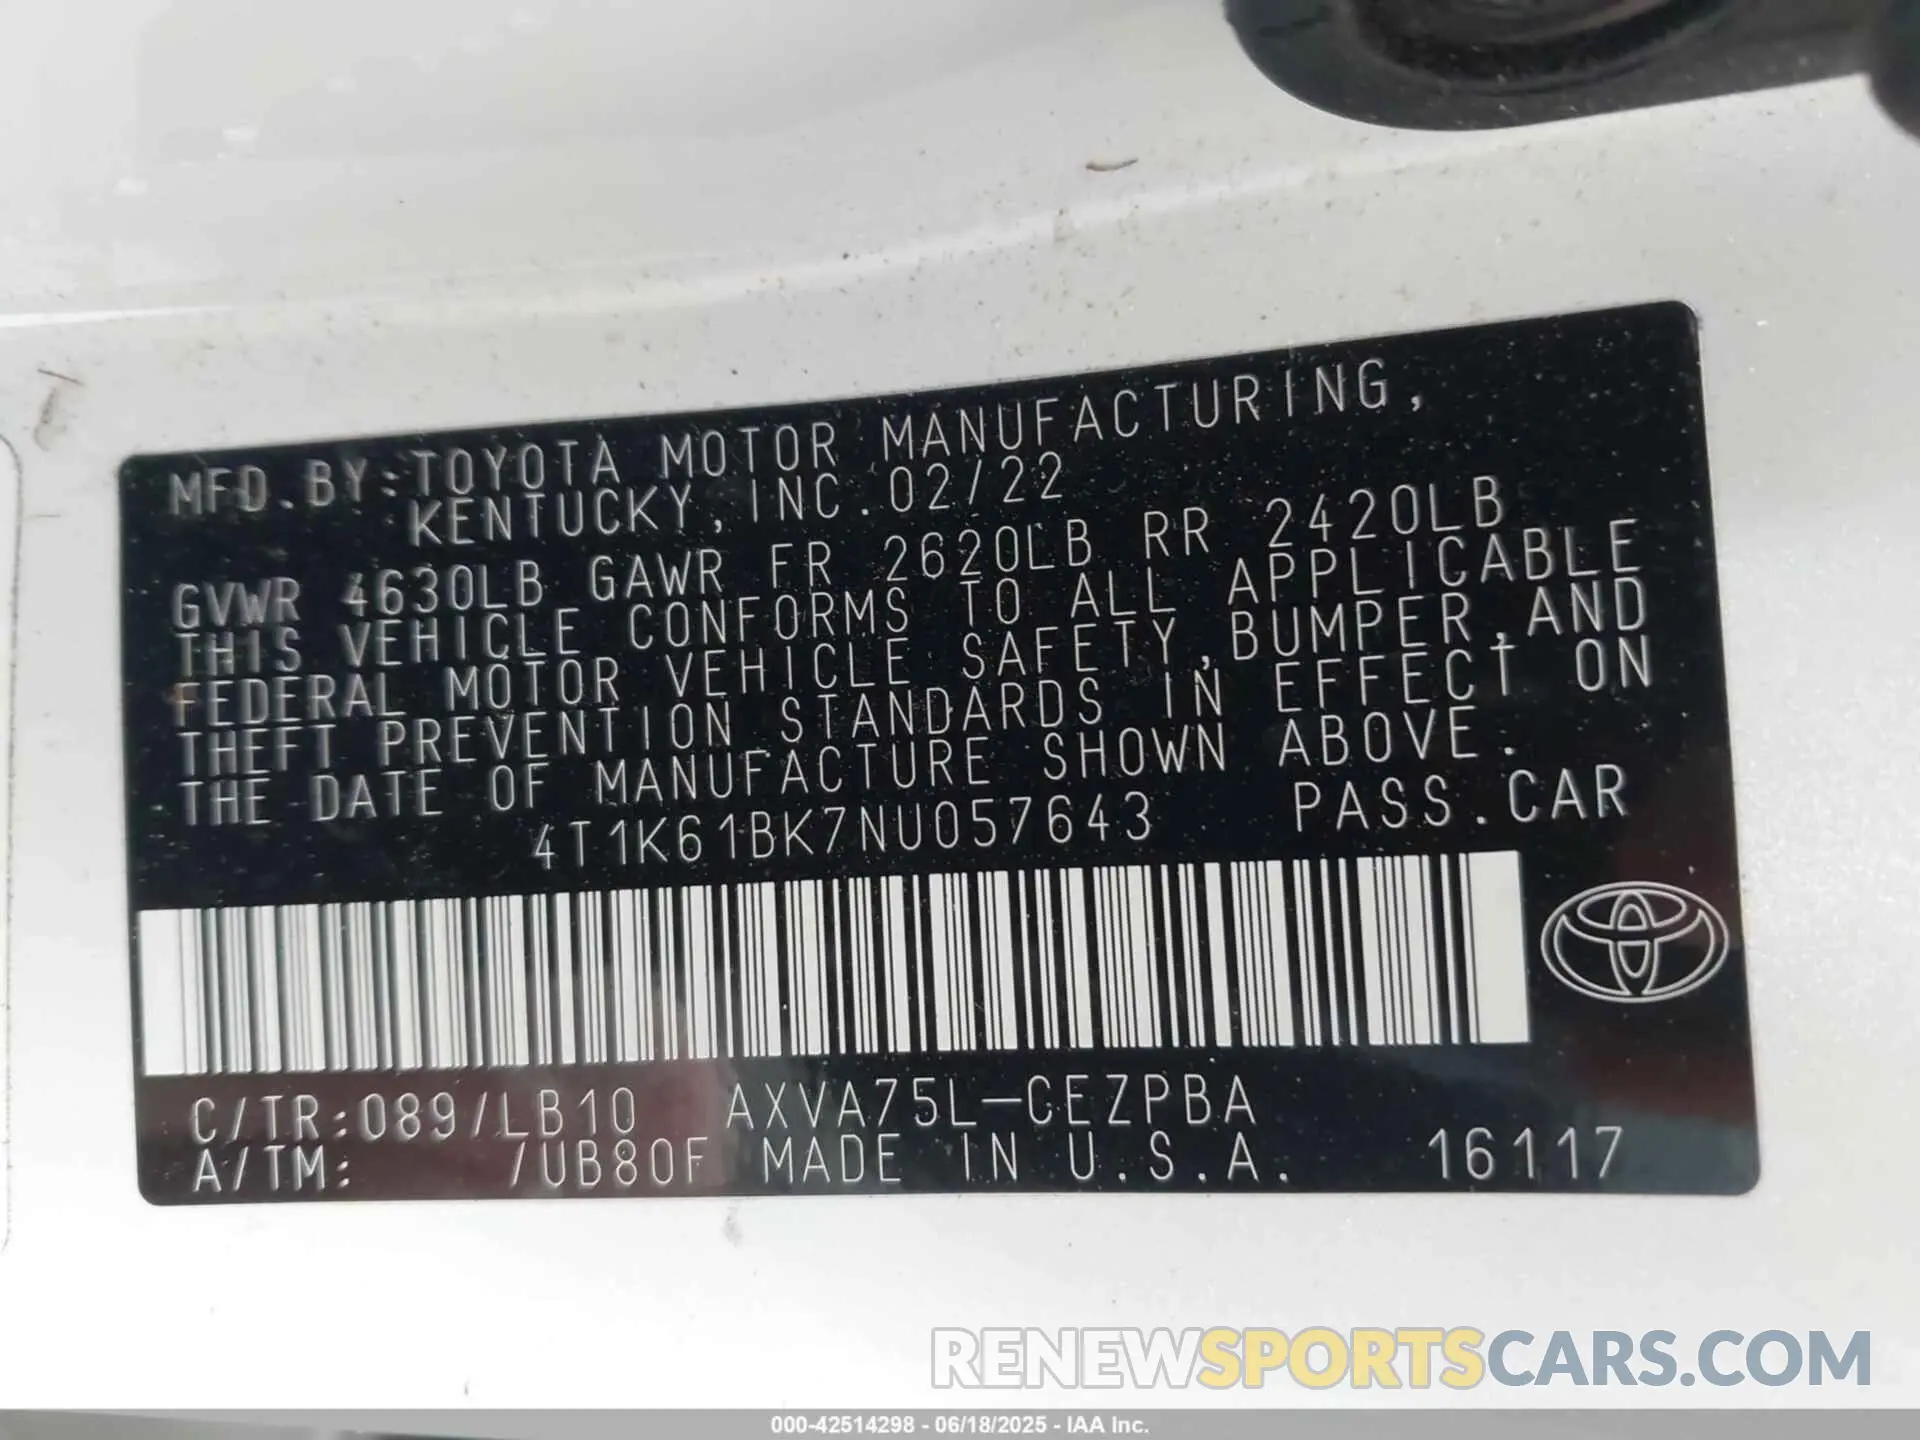 MFD.BY:TOYOTA MOTOR MANUFACTURING,
KENTUCKY, INC. 02/22
GVWR 4630LB GAWR FR 2620LB RR 2420LB
THIS VEHICLE CONFORMS TO ALL APPLICABLE
FEDERAL MOTOR VEHICLE SAFETY,BUMPER,AND
THEFT PREVENTION STANDARDS IN EFFECT ON
THE DATE OF MANUFACTURE SHOWN ABOVE.
4T1K61BK7NU057643 PASS.CAR
C/TR:089/LB10 AXVA75L-CEZPBA
A/TM: /UB80F MADE IN U.S.A. 16117
RENEWSPORTSCARS.COM
000-42514298 - 06/18/2025 - IAA Inc.